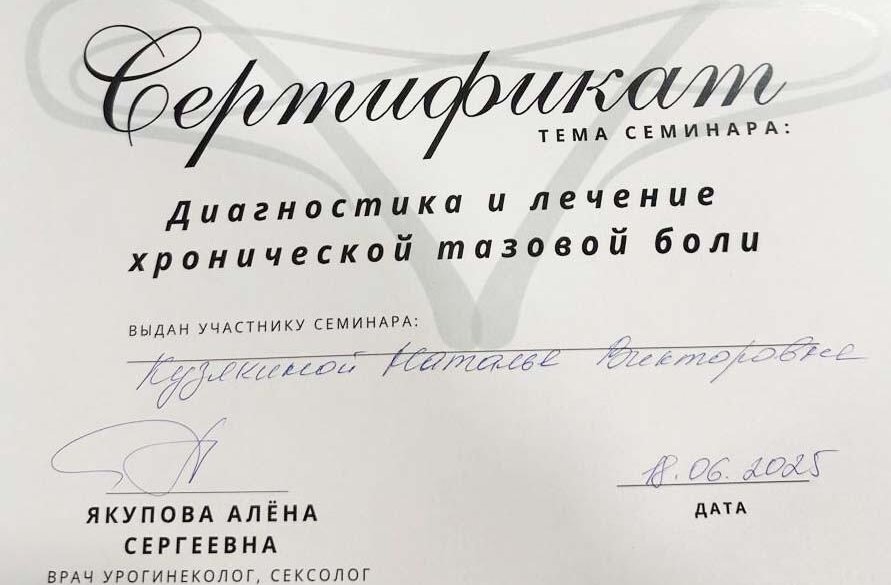 Сертификат
ТЕМА СЕМИНАРА:
Диагностика и лечение
хронической тазовой боли
ВЫДАН УЧАСТНИКУ СЕМИНАРА:
Кузякиной Наталье Викторовне
18.06.2025
ЯКУПОВА АЛЁНА
СЕРГЕЕВНА
ДАТА
ВРАЧ УРОГИНЕКОЛОГ, СЕКСОЛОГ